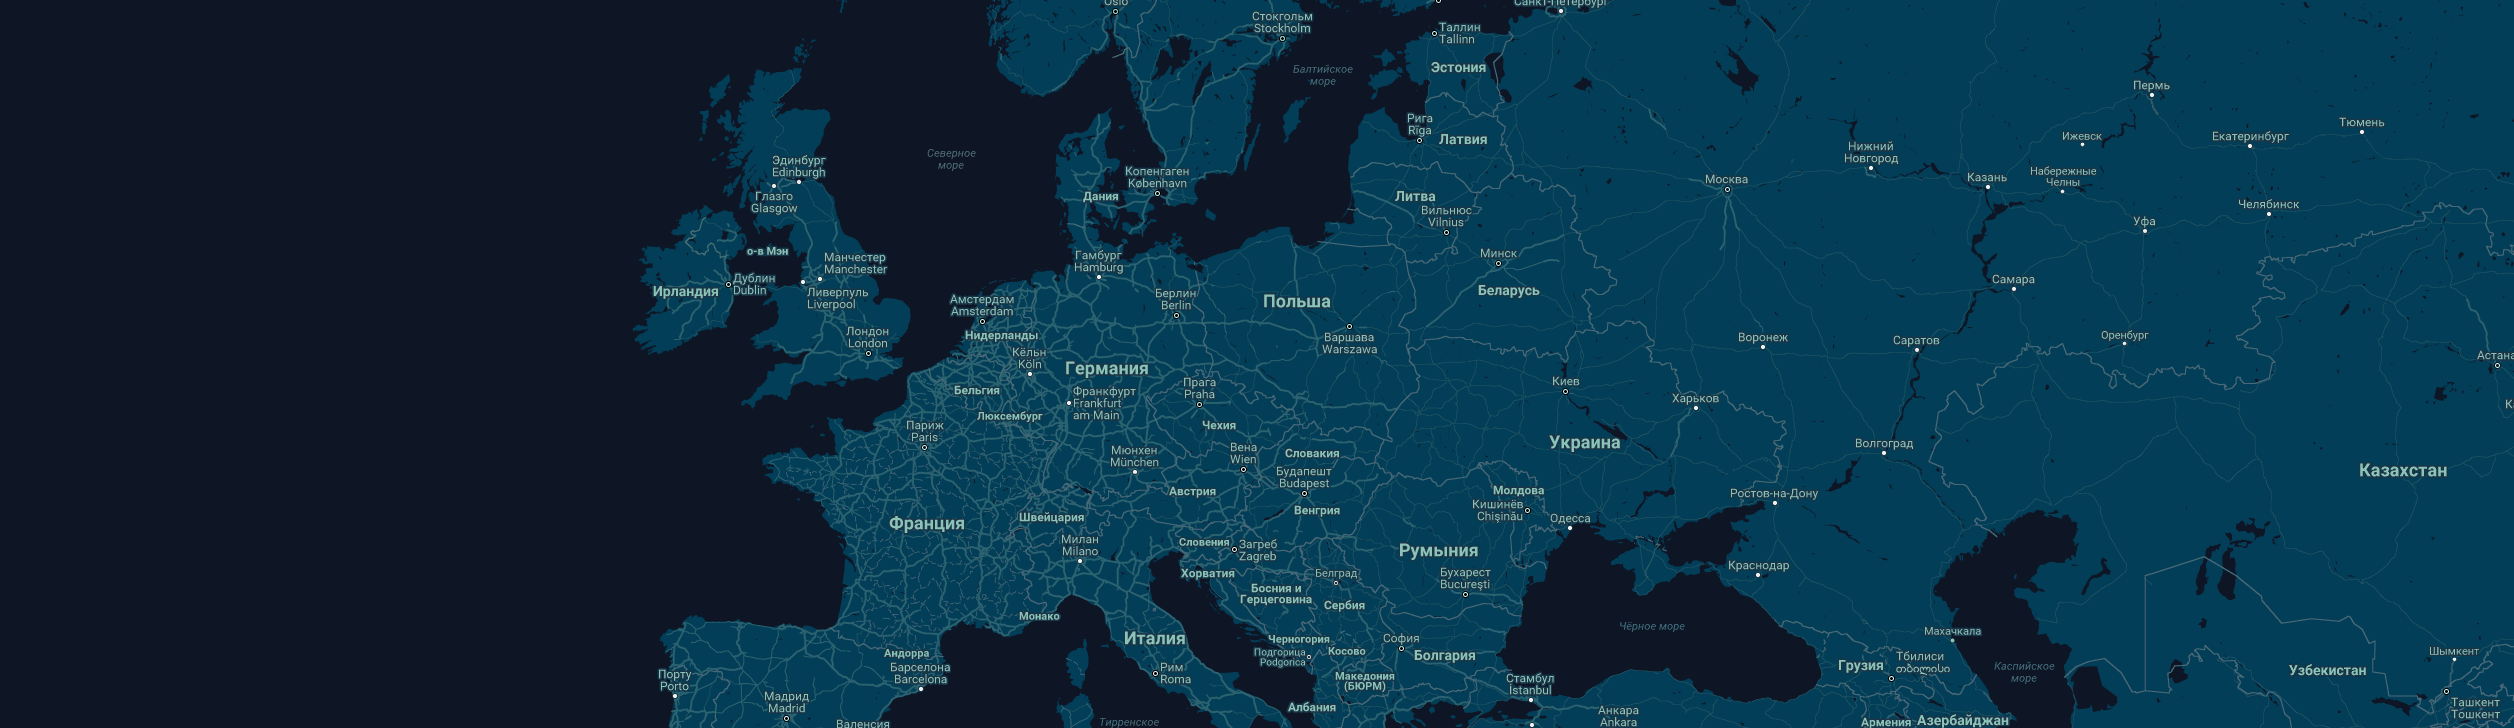 Oslo
Стокгольм
Stockholm
Санкт-Петербург
Таллин
Tallinn
Эстония
Балтийское
море
Рига
Rīga
Латвия
Северное
море
Эдинбург
Edinburgh
Глазго
Glasgow
Копенгаген
København
Дания
Литва
Вильнюс
Vilnius
Москва
Нижний
Новгород
Казань
Пермь
Ижевск
Набережные
Челны
Екатеринбург
Тюмень
Челябинск
Уфа
о-в Мэн
Манчестер
Manchester
Дублин
Dublin
Ирландия
Ливерпуль
Liverpool
Гамбург
Hamburg
Минск
Беларусь
Самара
Амстердам
Amsterdam
Берлин
Berlin
Польша
Варшава
Warszawa
Лондон
London
Нидерланды
Кёльн
Köln
Германия
Воронеж
Саратов
Оренбург
Астана
Бельгия
Франкфурт
Frankfurt
am Main
Прага
Praha
Киев
Харьков
Люксембург
Чехия
Париж
Paris
Мюнхен
München
Вена
Wien
Словакия
Украина
Волгоград
Казахстан
Будапешт
Budapest
Австрия
Венгрия
Молдова
Кишинёв
Chișinău
Одесса
Ростов-на-Дону
Франция
Швейцария
Милан
Milano
Словения
Загреб
Zagreb
Румыния
Хорватия
Белград
Бухарест
București
Краснодар
Босния и
Герцеговина
Сербия
Монако
Италия
Черногория
Подгорица
Podgorica
Косово
София
Болгария
Чёрное море
Махачкала
Грузия
Тбилиси
თბილისი
Каспийское
море
Узбекистан
Шымкент
Андорра
Барселона
Barcelona
Порту
Porto
Мадрид
Madrid
Валенсия
Рим
Roma
Македония
(БЮРМ)
Албания
Стамбул
İstanbul
Анкара
Ankara
Тирренское
Армения
Азербайджан
Ташкент
Тошкент